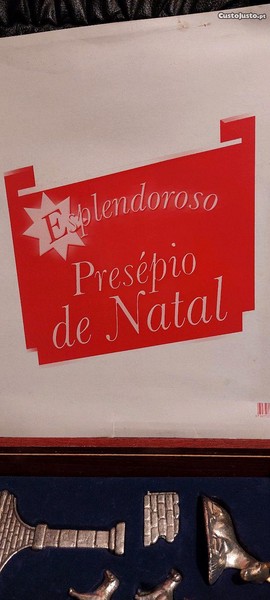 CustoJusto.pt
Esplendoroso
Presépio
de Natal